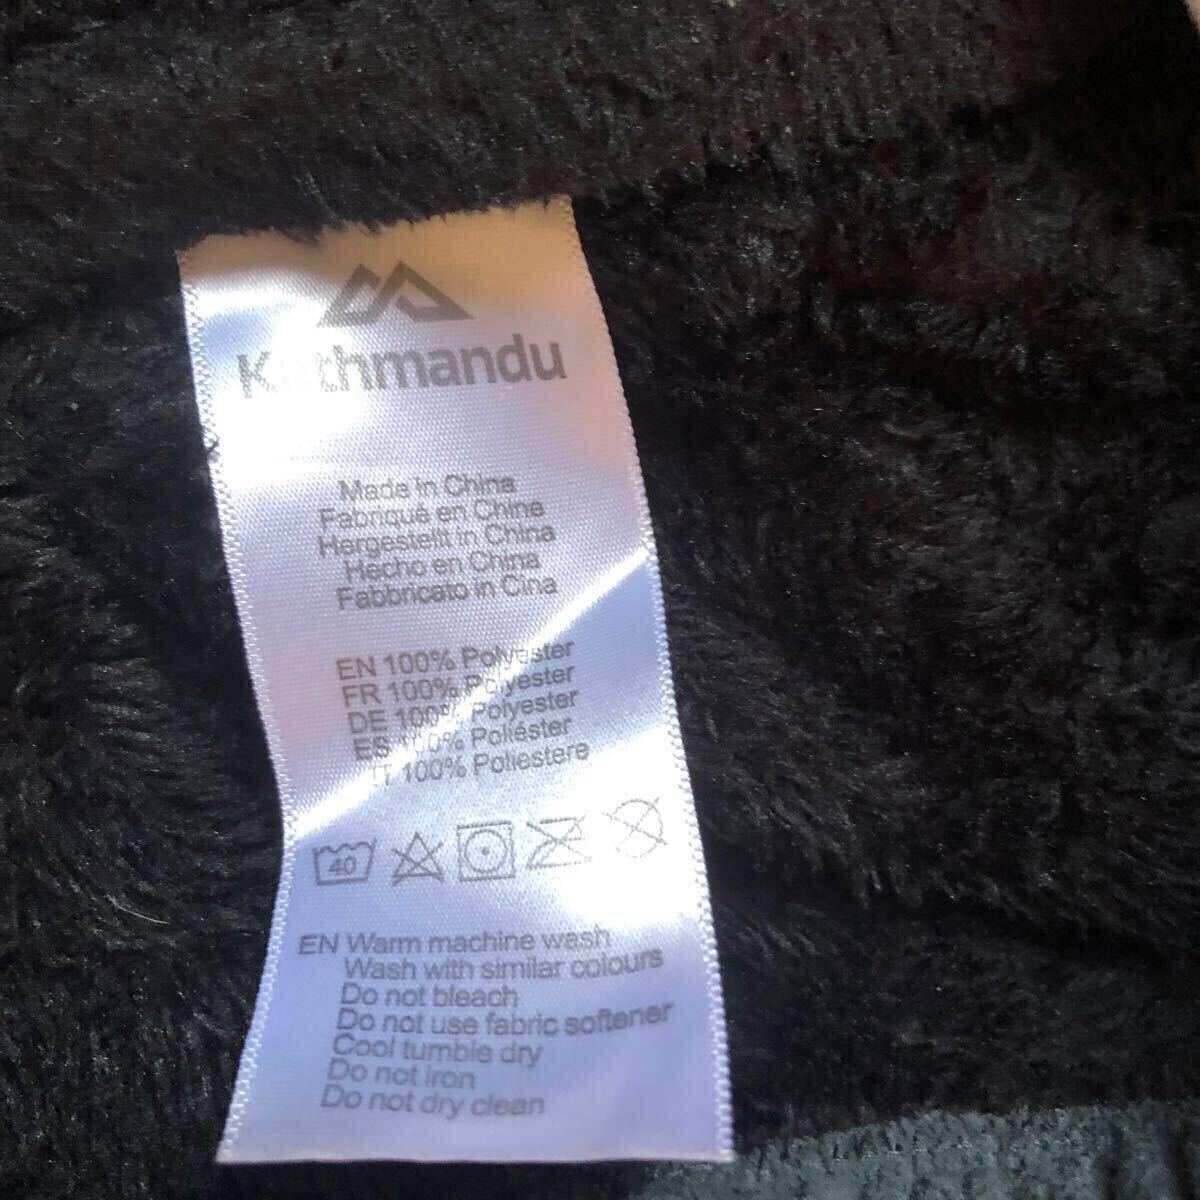 Kathmandu
Made in China
Fabriqué en China
Hergestellt in China
Hecho en China
Fabbricato in Cina
EN 100% Polyester
FR 100% Polyester
DE 100% Polyester
ES 100% Poliéster
IT 100% Poliestere
40
EN Warm machine wash
Wash with similar colours
Do not bleach
Do not use fabric softener
Cool tumble dry
Do not iron
Do not dry clean